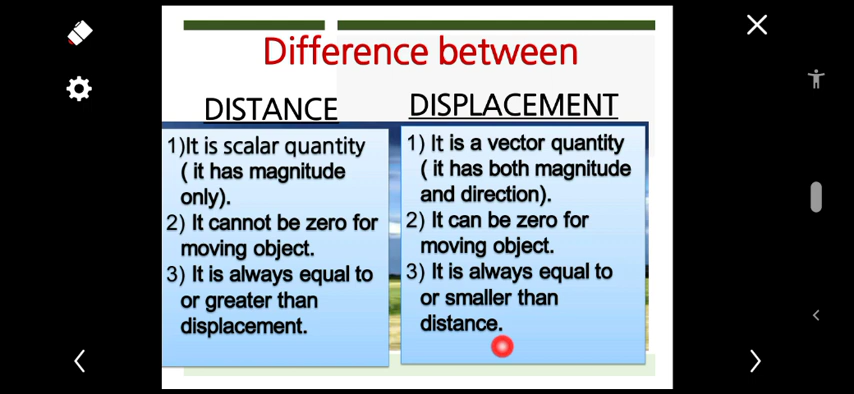 Difference between
DISTANCE
1)It is scalar quantity
( it has magnitude
only).
2) It cannot be zero for
moving object.
3) It is always equal to
or greater than
displacement.
DISPLACEMENT
1) It is a vector quantity
( it has both magnitude
and direction).
2) It can be zero for
moving object.
3) It is always equal to
or smaller than
distance.